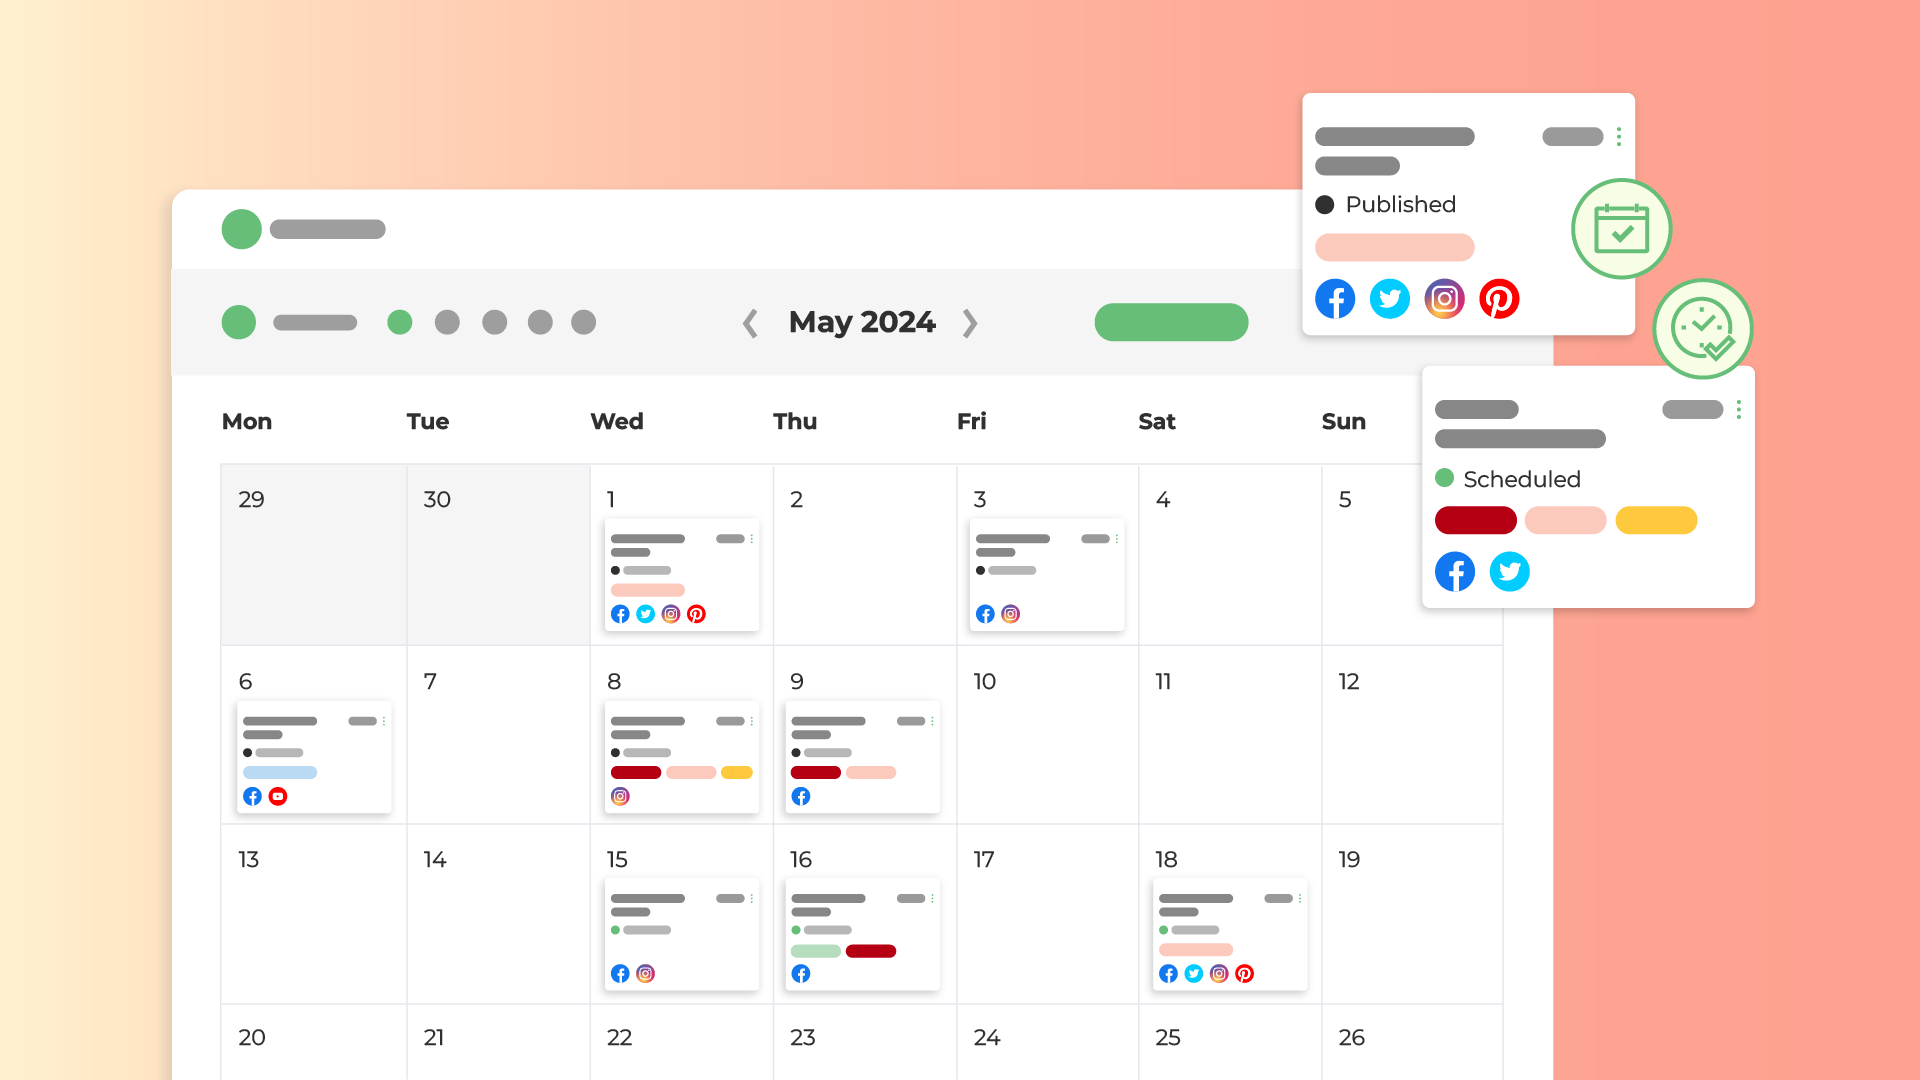 Published
May 2024
Mon Tue Wed Thu Fri Sat Sun
Scheduled
29 30 1 2 3 4 5
6 7 8 9 10 11 12
13 14 15 16 17 18 19
20 21 22 23 24 25 26